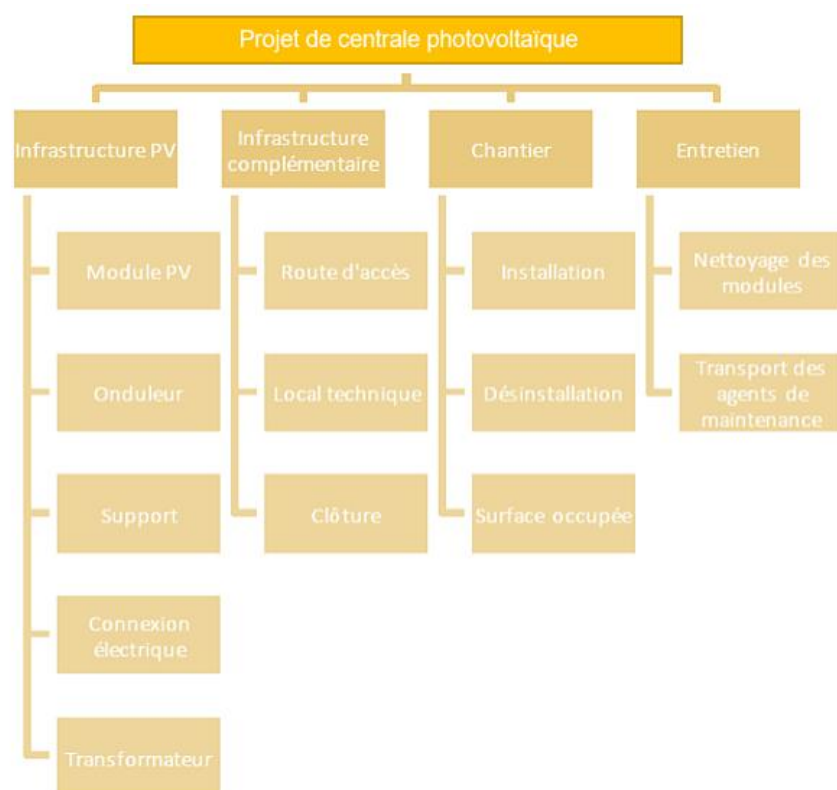 Projet de centrale photovoltaïque
Infrastructure PV
Infrastructure
complémentaire
Chantier
Entretien
Module PV
Onduleur
Support
Connexion
électrique
Transformateur
Route d'accès
Local technique
Clôture
Installation
Désinstallation
Surface occupée
Nettoyage des
modules
Transport des
agents de
maintenance